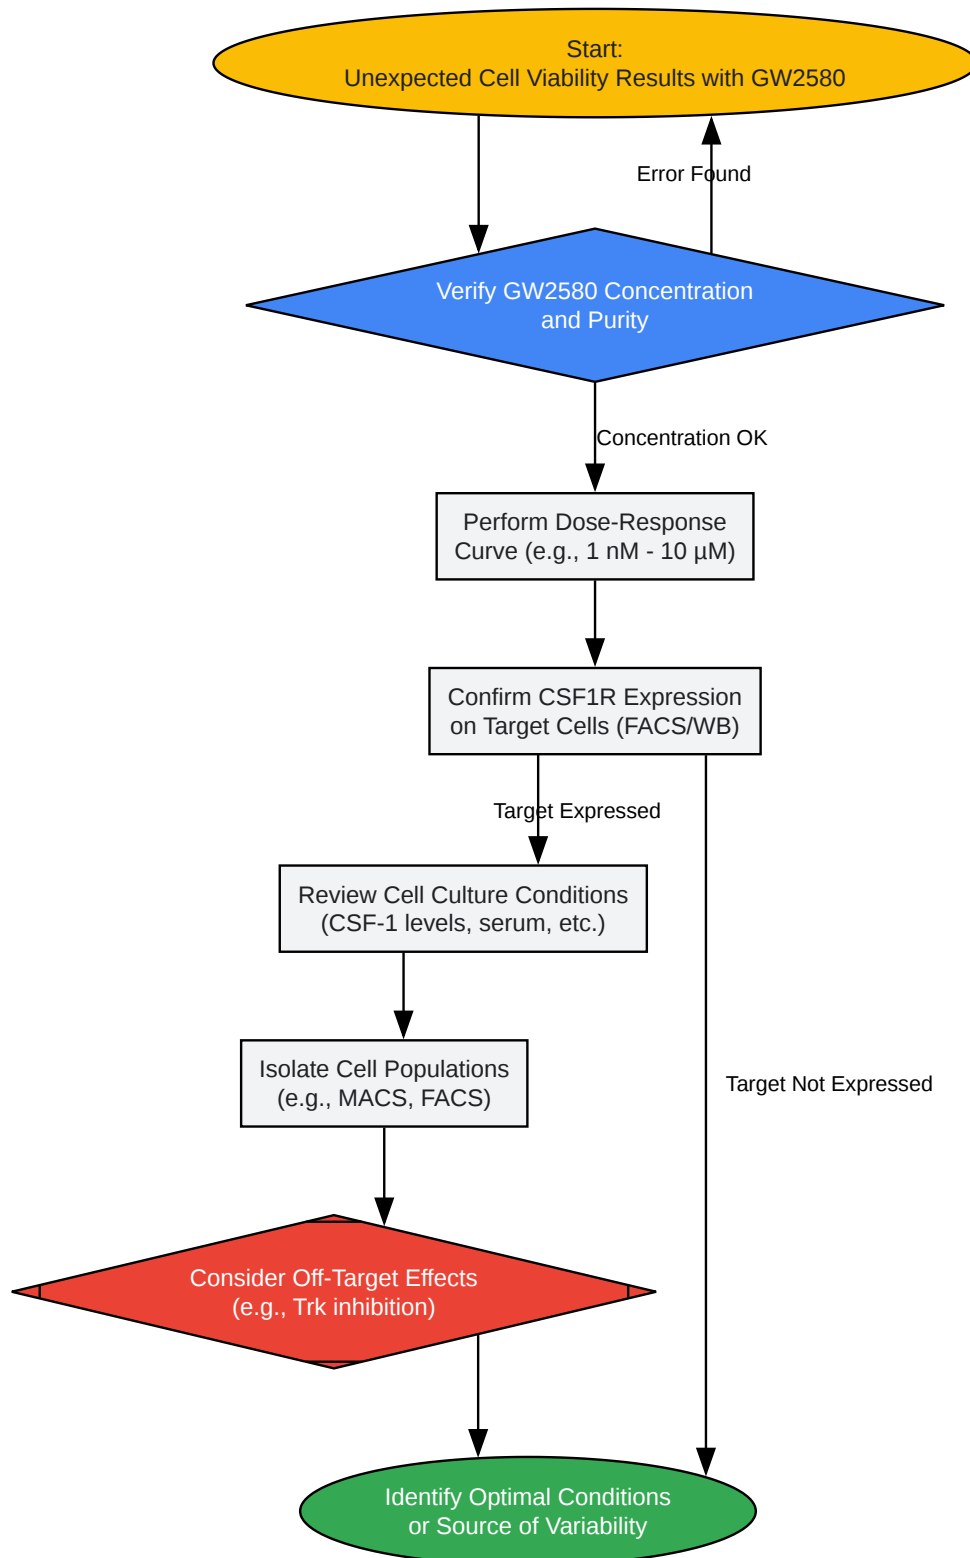 Start:
Unexpected Cell Viability Results with GW2580
Error Found
Verify GW2580 Concentration
and Purity
Concentration OK
Perform Dose-Response
Curve (e.g., 1 nM - 10 µM)
Confirm CSF1R Expression
on Target Cells (FACS/WB)
Target Expressed
Review Cell Culture Conditions
(CSF-1 levels, serum, etc.)
Isolate Cell Populations
(e.g., MACS, FACS)
Target Not Expressed
Consider Off-Target Effects
(e.g., Trk inhibition)
Identify Optimal Conditions
or Source of Variability